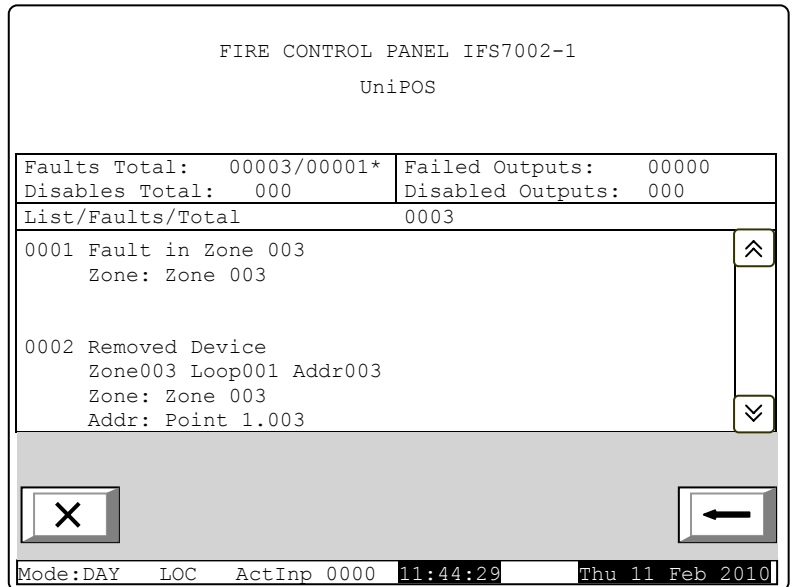 FIRE CONTROL PANEL IFS7002-1
UniPOS
Faults Total: 00003/00001* Failed Outputs: 00000
Disables Total: 000 Disabled Outputs: 000
List/Faults/Total 0003
0001 Fault in Zone 003
Zone: Zone 003
0002 Removed Device
Zone003 Loop001 Addr003
Zone: Zone 003
Addr: Point 1.003
Mode:DAY LOC ActInp 0000 11:44:29 Thu 11 Feb 2010